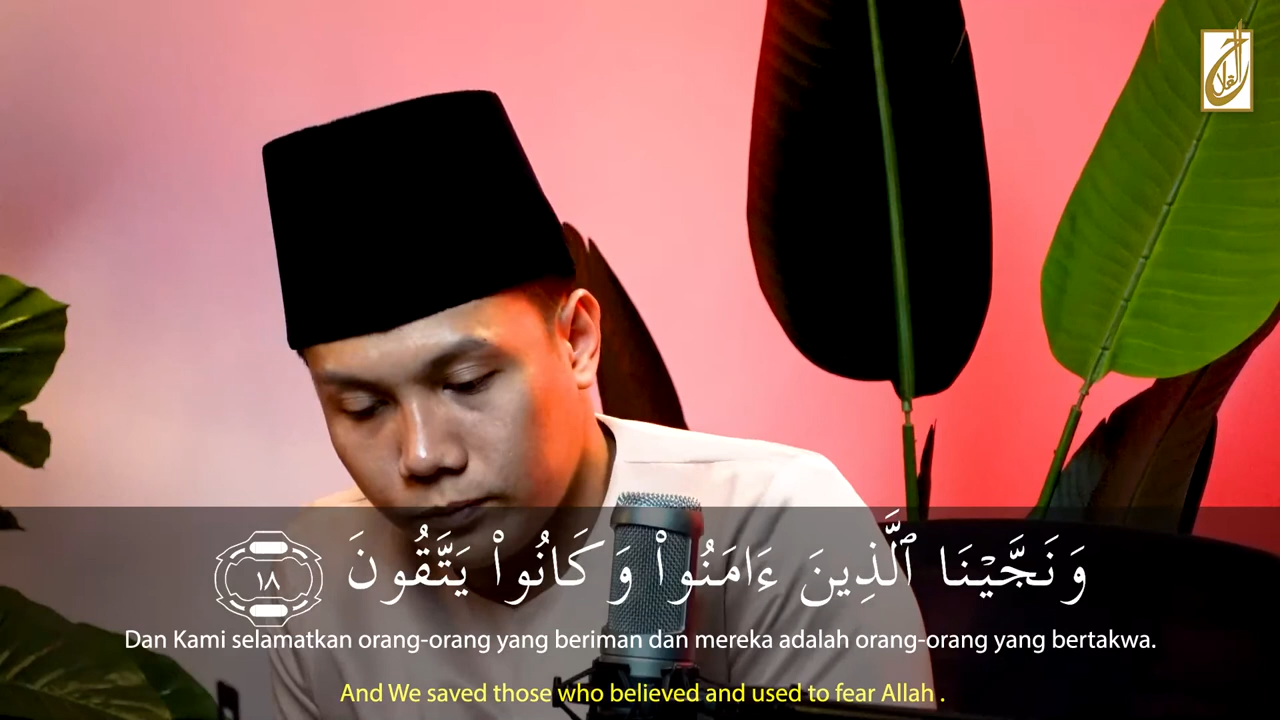 العلاج
وَنَجَّيْنَا ٱلَّذِينَ ءَامَنُوا۟ وَكَانُوا۟ يَتَّقُونَ ١٨
Dan Kami selamatkan orang-orang yang beriman dan mereka adalah orang-orang yang bertakwa.
And We saved those who believed and used to fear Allah .